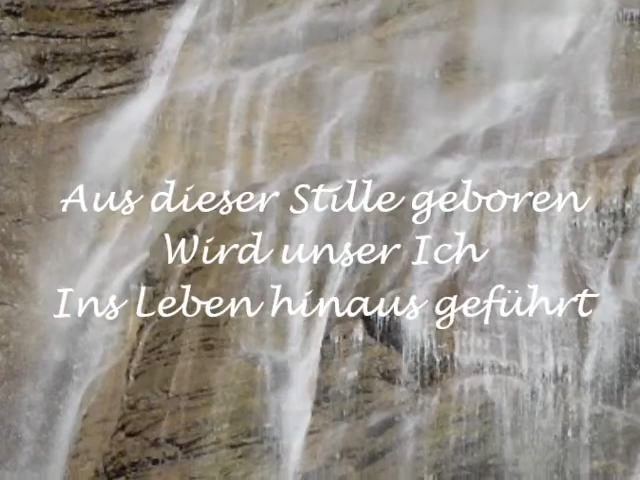 Aus dieser Stille geboren
Wird unser Ich
Ins Leben hinaus geführt